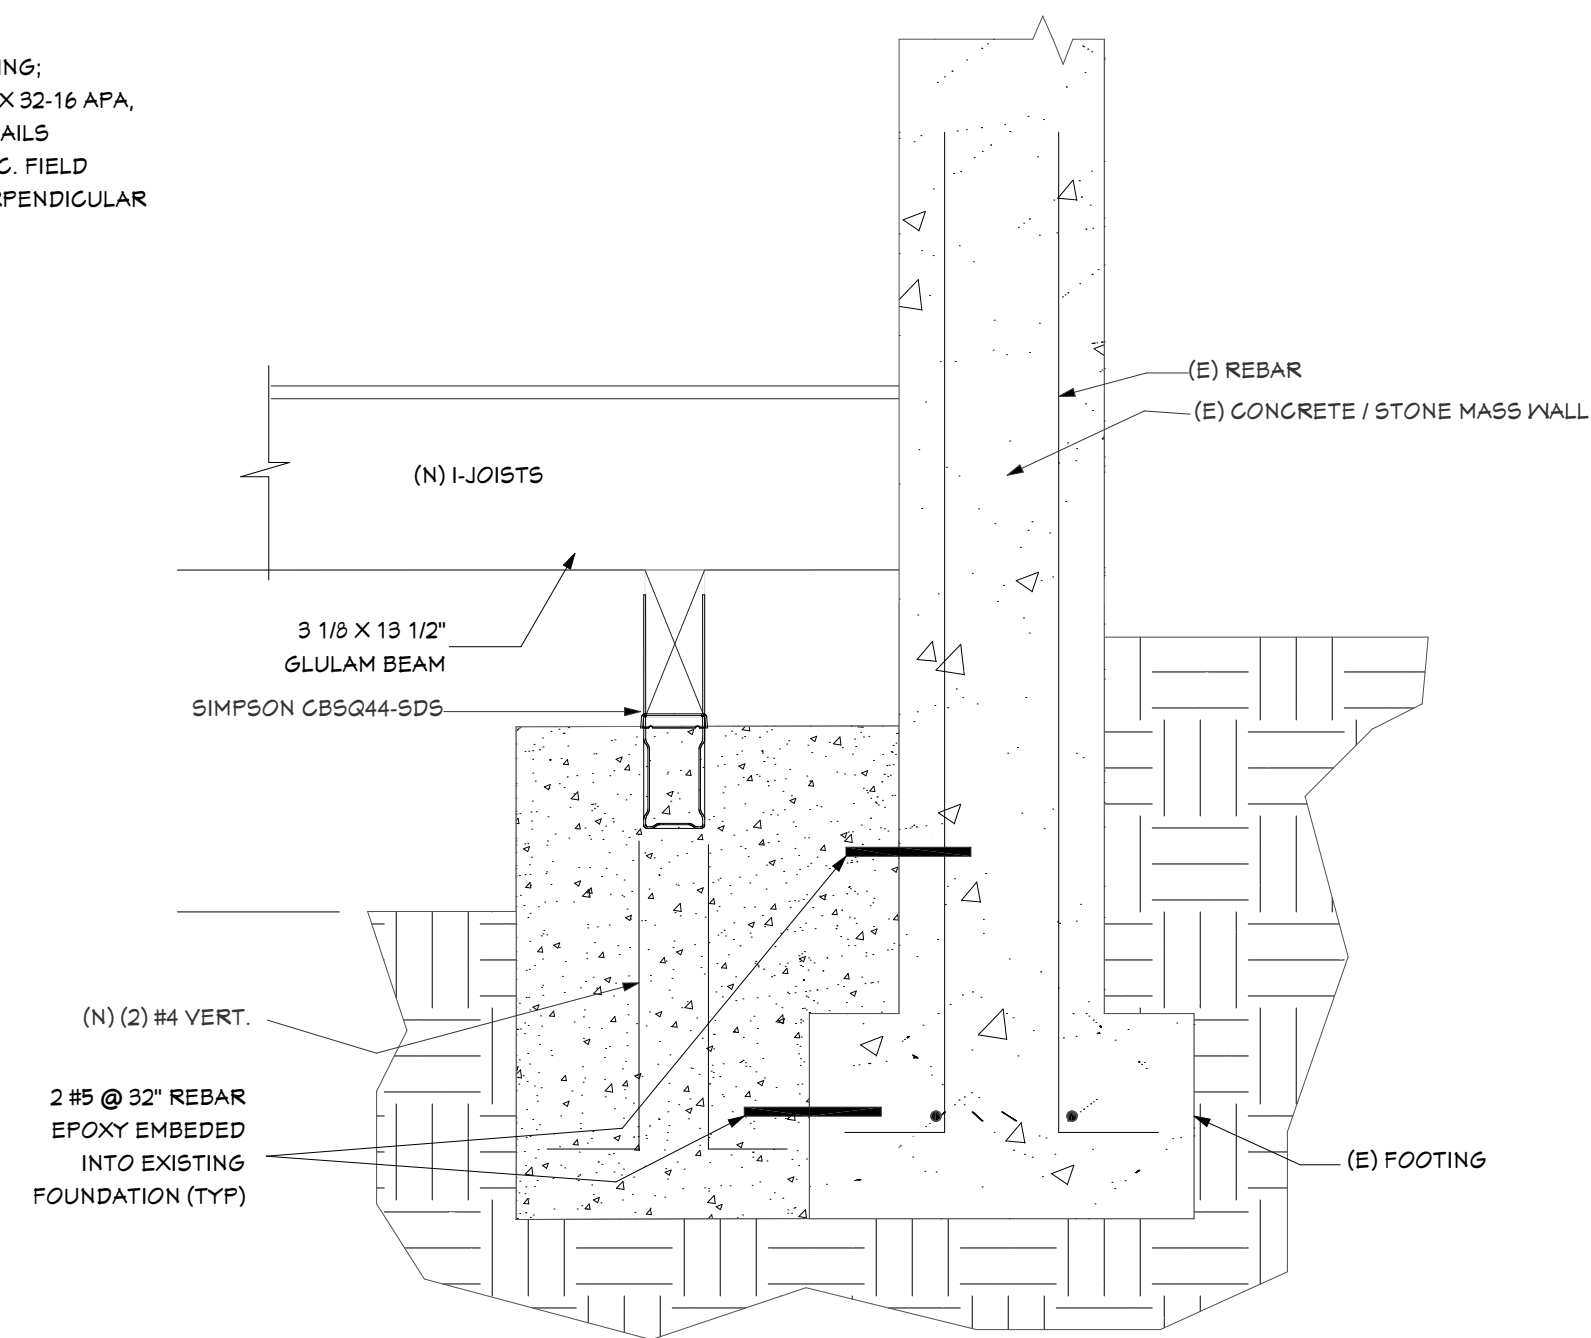 NG;
X 32-16 APA,
AILS
C. FIELD
RPENDICULAR
(E) REBAR
(E) CONCRETE / STONE MASS WALL
(N) I-JOISTS
3 1/8 X 13 1/2"
GLULAM BEAM
SIMPSON CBSQ44-SDS
(N) (2) #4 VERT.
2 #5 @ 32" REBAR
EPOXY EMBEDED
INTO EXISTING
FOUNDATION (TYP)
(E) FOOTING